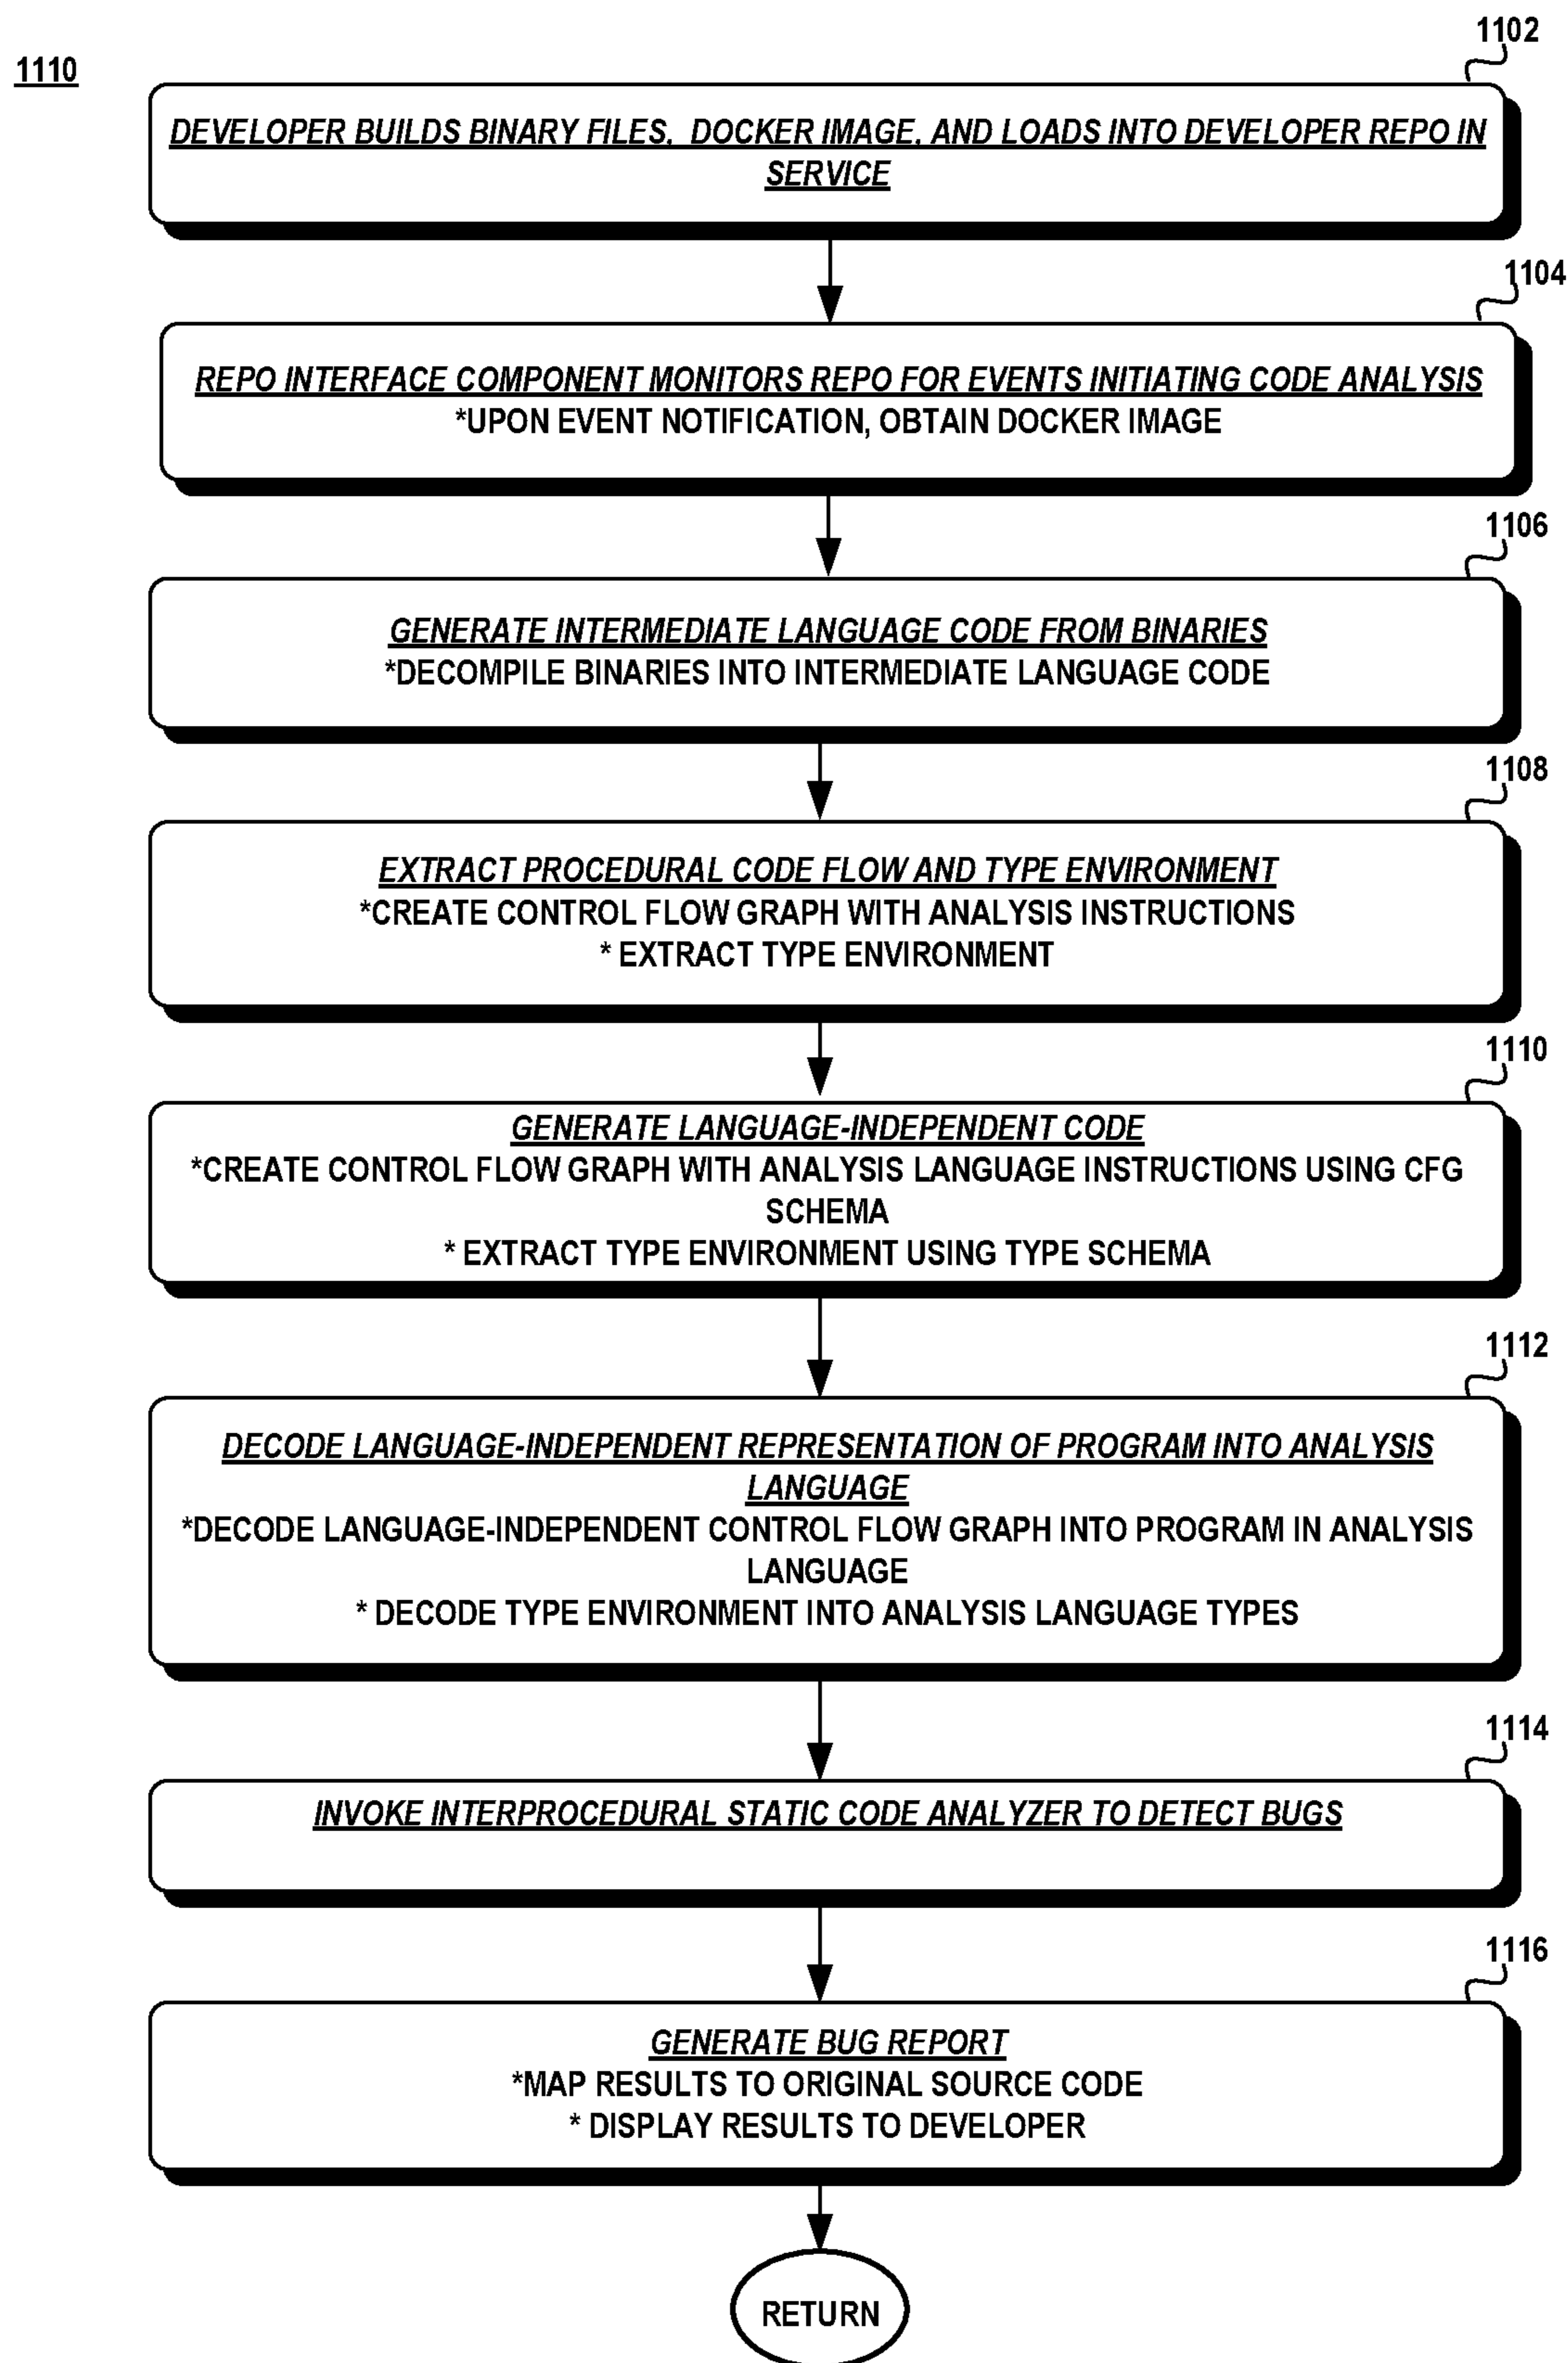 1102
1110
DEVELOPER BUILDS BINARY FILES, DOCKER IMAGE, AND LOADS INTO DEVELOPER REPO IN
SERVICE
1104
REPO INTERFACE COMPONENT MONITORS REPO FOR EVENTS INITIATING CODE ANALYSIS
*UPON EVENT NOTIFICATION, OBTAIN DOCKER IMAGE
1106
GENERATE INTERMEDIATE LANGUAGE CODE FROM BINARIES
*DECOMPILE BINARIES INTO INTERMEDIATE LANGUAGE CODE
1108
EXTRACT PROCEDURAL CODE FLOW AND TYPE ENVIRONMENT
*CREATE CONTROL FLOW GRAPH WITH ANALYSIS INSTRUCTIONS
* EXTRACT TYPE ENVIRONMENT
1110
GENERATE LANGUAGE-INDEPENDENT CODE
*CREATE CONTROL FLOW GRAPH WITH ANALYSIS LANGUAGE INSTRUCTIONS USING CFG
SCHEMA
* EXTRACT TYPE ENVIRONMENT USING TYPE SCHEMA
1112
DECODE LANGUAGE-INDEPENDENT REPRESENTATION OF PROGRAM INTO ANALYSIS
LANGUAGE
*DECODE LANGUAGE-INDEPENDENT CONTROL FLOW GRAPH INTO PROGRAM IN ANALYSIS
LANGUAGE
* DECODE TYPE ENVIRONMENT INTO ANALYSIS LANGUAGE TYPES
1114
INVOKE INTERPROCEDURAL STATIC CODE ANALYZER TO DETECT BUGS
1116
GENERATE BUG REPORT
*MAP RESULTS TO ORIGINAL SOURCE CODE
* DISPLAY RESULTS TO DEVELOPER
RETURN